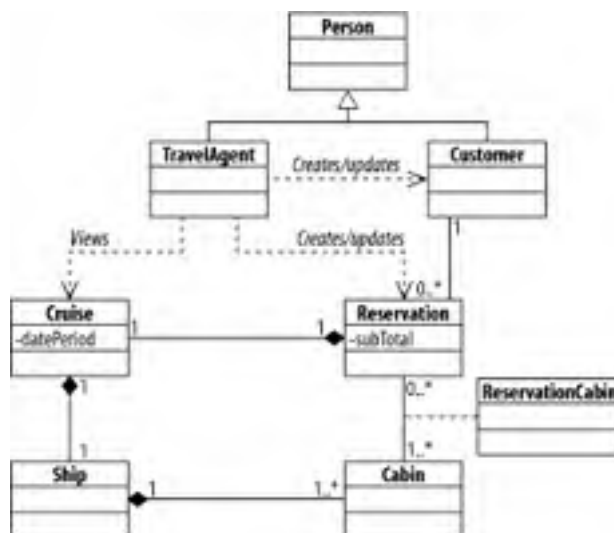 Person
TravelAgent
Customer
Creates/updates
Views
Creates/updates
1
0..*
Cruise
Reservation
-datePeriod
1
1
-subTotal
1
0..*
ReservationCabin
1
1..*
Ship
1
1..*
Cabin